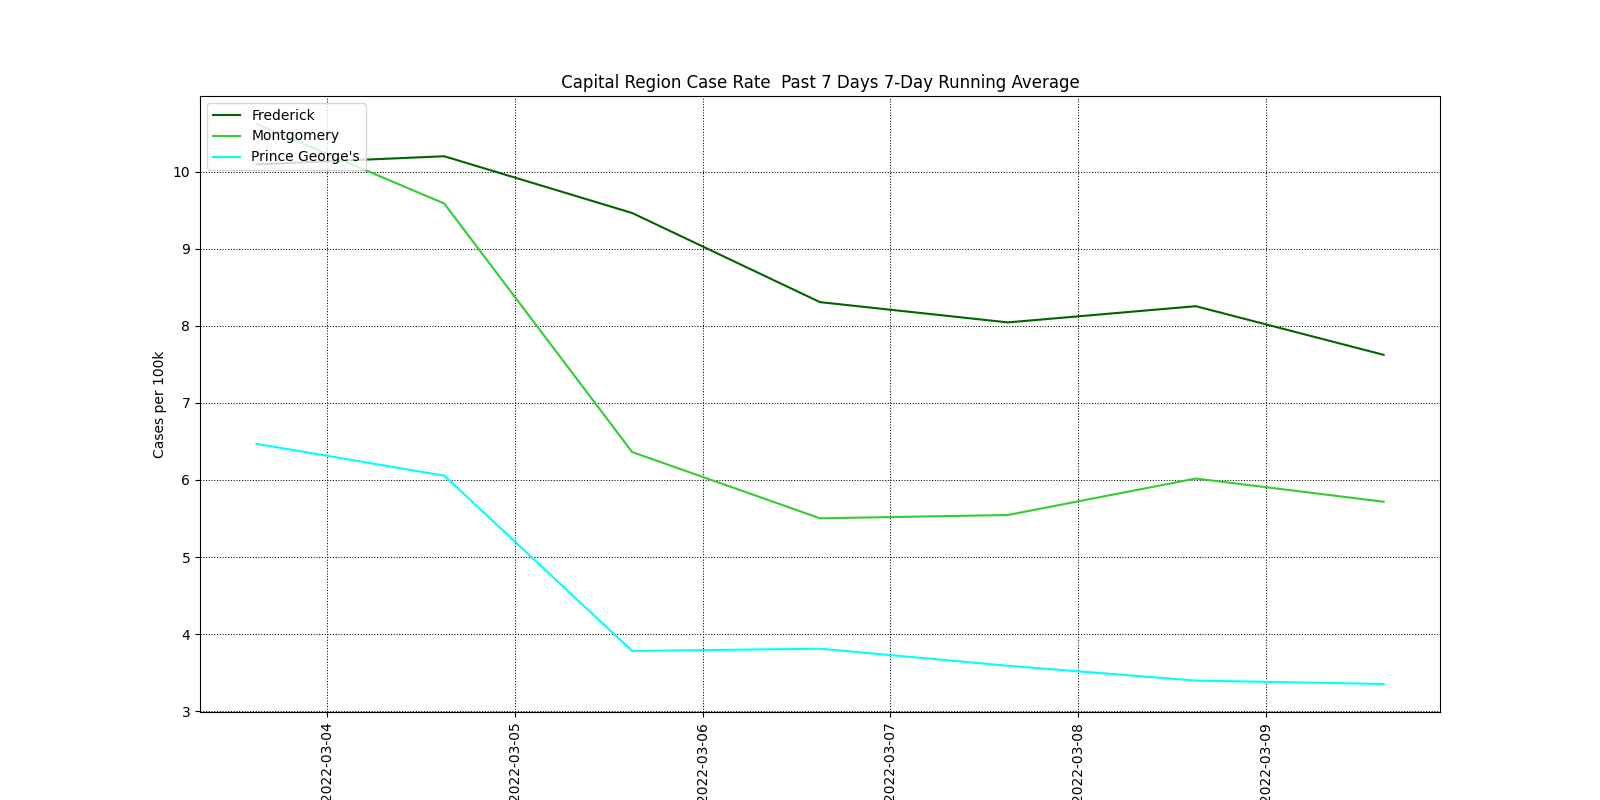 Capital Region Case Rate  Past 7 Days 7-Day Running Average
Frederick
Montgomery
Prince George's
10
9
8
7
6
5
4
3
Cases per 100k
2022-03-04
2022-03-05
2022-03-06
2022-03-07
2022-03-08
2022-03-09